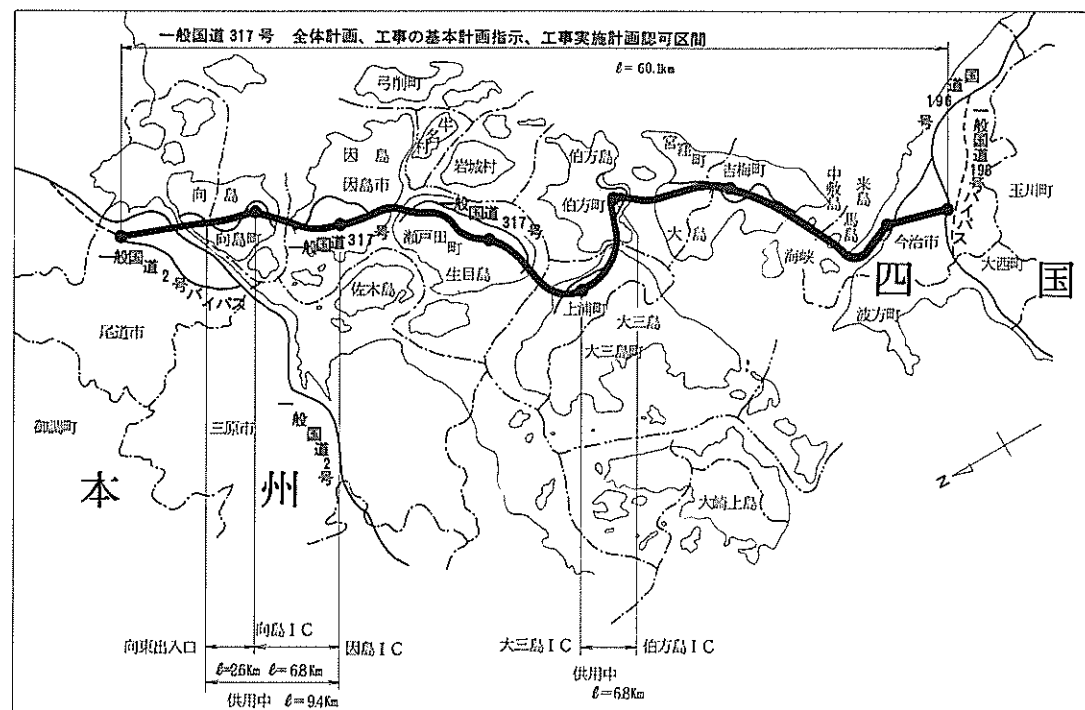 一般国道317号 全体計画、工事の基本計画指示、工事実施計画認可区間
ℓ=60.1km
弓削町
生名村
岩城村
因島
因島市
伯方島
伯方町
宮窪町
吉海町
大島
中渡島
来島
馬島
海峡
一般国道196号
一般国道196号バイパス
玉川町
今治市
大西町
波方町
四国
向島
向島町
一般国道317号
瀬戸田町
一般国道317号
生口島
佐木島
上浦町
大三島
大三島町
大崎上島
一般国道2号バイパス
尾道市
御調町
三原市
一般国道2号
本州
N
向東出入口
向島IC
因島IC
大三島IC
伯方島IC
ℓ=2.6Km ℓ=6.8Km
供用中 ℓ=9.4Km
供用中
ℓ=6.8Km